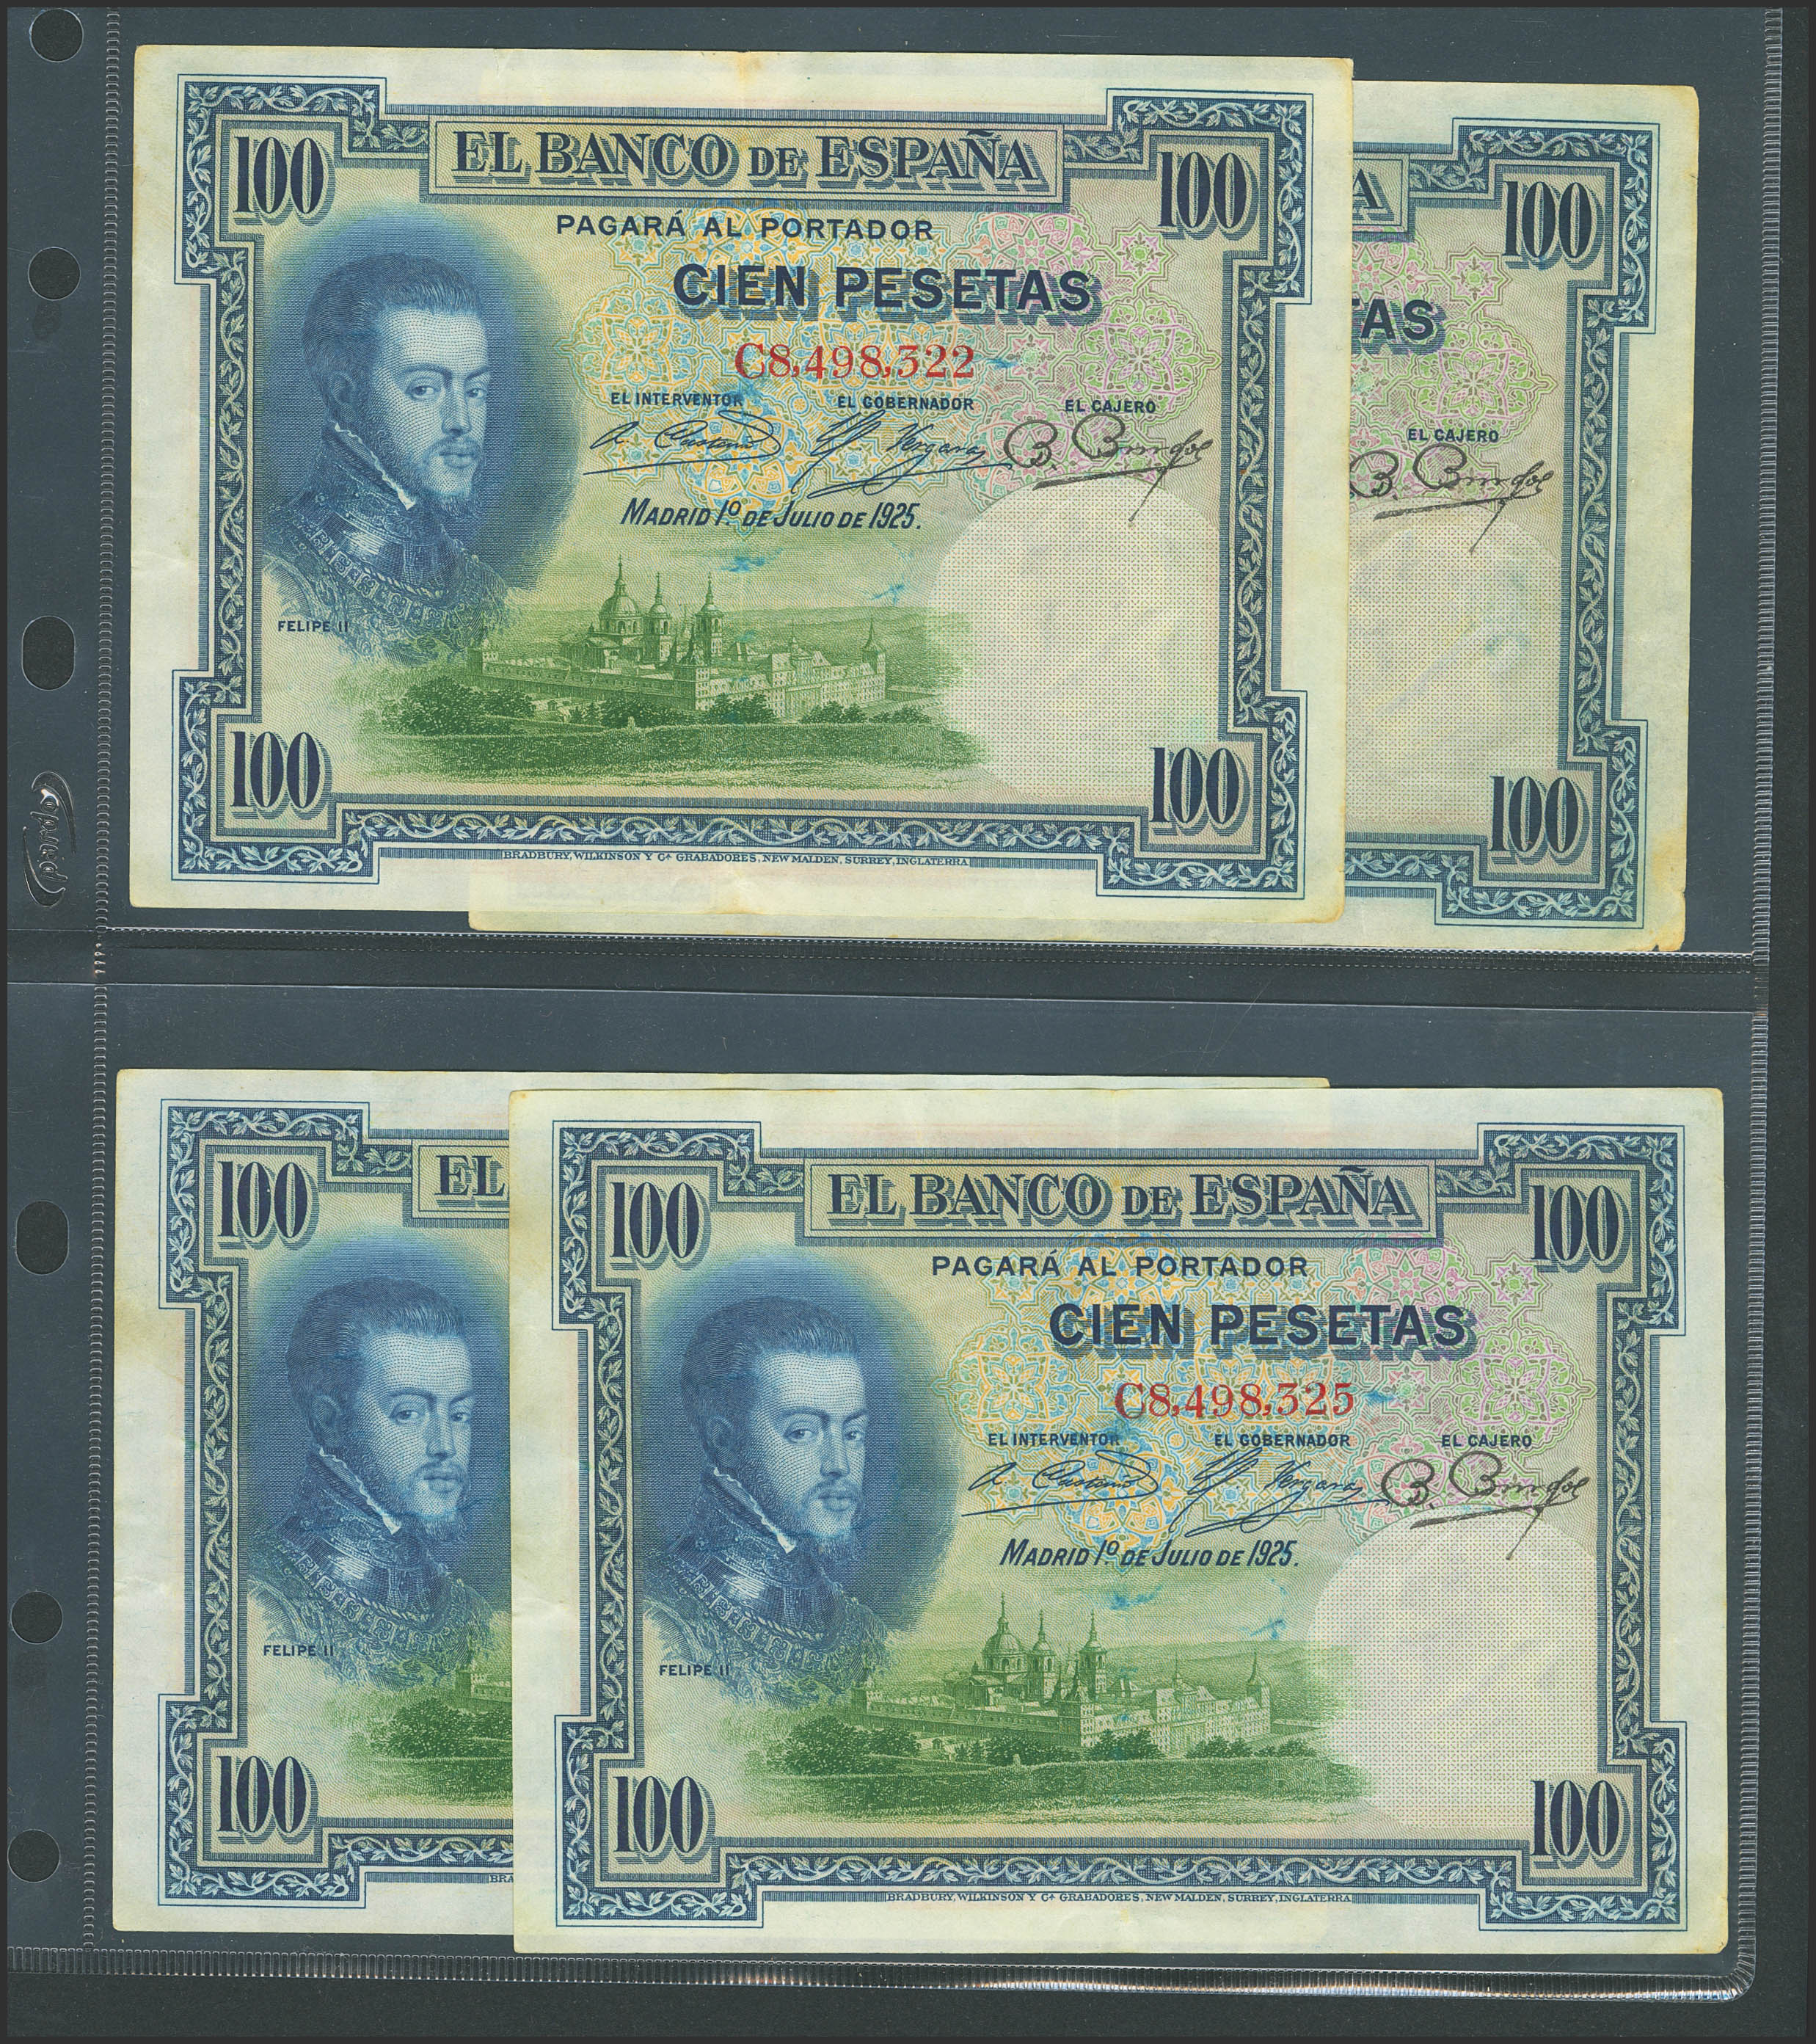 100
EL BANCO DE ESPAÑA
100
PAGARÁ AL PORTADOR
CIEN PESETAS
C8,498,322
EL INTERVENTOR EL GOBERNADOR EL CAJERO
MADRID 1º DE JULIO DE 1925.
FELIPE II
100
100
BRADBURY, WILKINSON Y Cª GRABADORES, NEW MALDEN, SURREY, INGLATERRA
A
100
TAS
EL CAJERO
100
100
EL
FELIPE II
100
BRA
100
EL BANCO DE ESPAÑA
100
PAGARÁ AL PORTADOR
CIEN PESETAS
C8,498,325
EL INTERVENTOR EL GOBERNADOR EL CAJERO
MADRID 1º DE JULIO DE 1925.
FELIPE II
100
100
BRADBURY, WILKINSON Y Cª GRABADORES, NEW MALDEN, SURREY, INGLATERRA